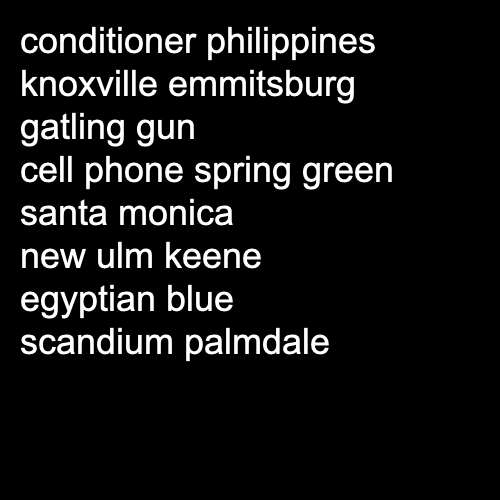 conditioner philippines
knoxville emmitsburg
gatling gun
cell phone spring green
santa monica
new ulm keene
egyptian blue
scandium palmdale